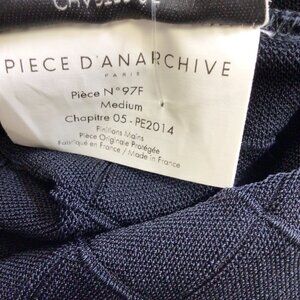 PIECE D'ANARCHIVE
PARIS
Pièce N°97F
Medium
Chapitre 05 - PE2014
Finitions Mains
Pièce Originale Protégée
Fabriqué en France / Made in France